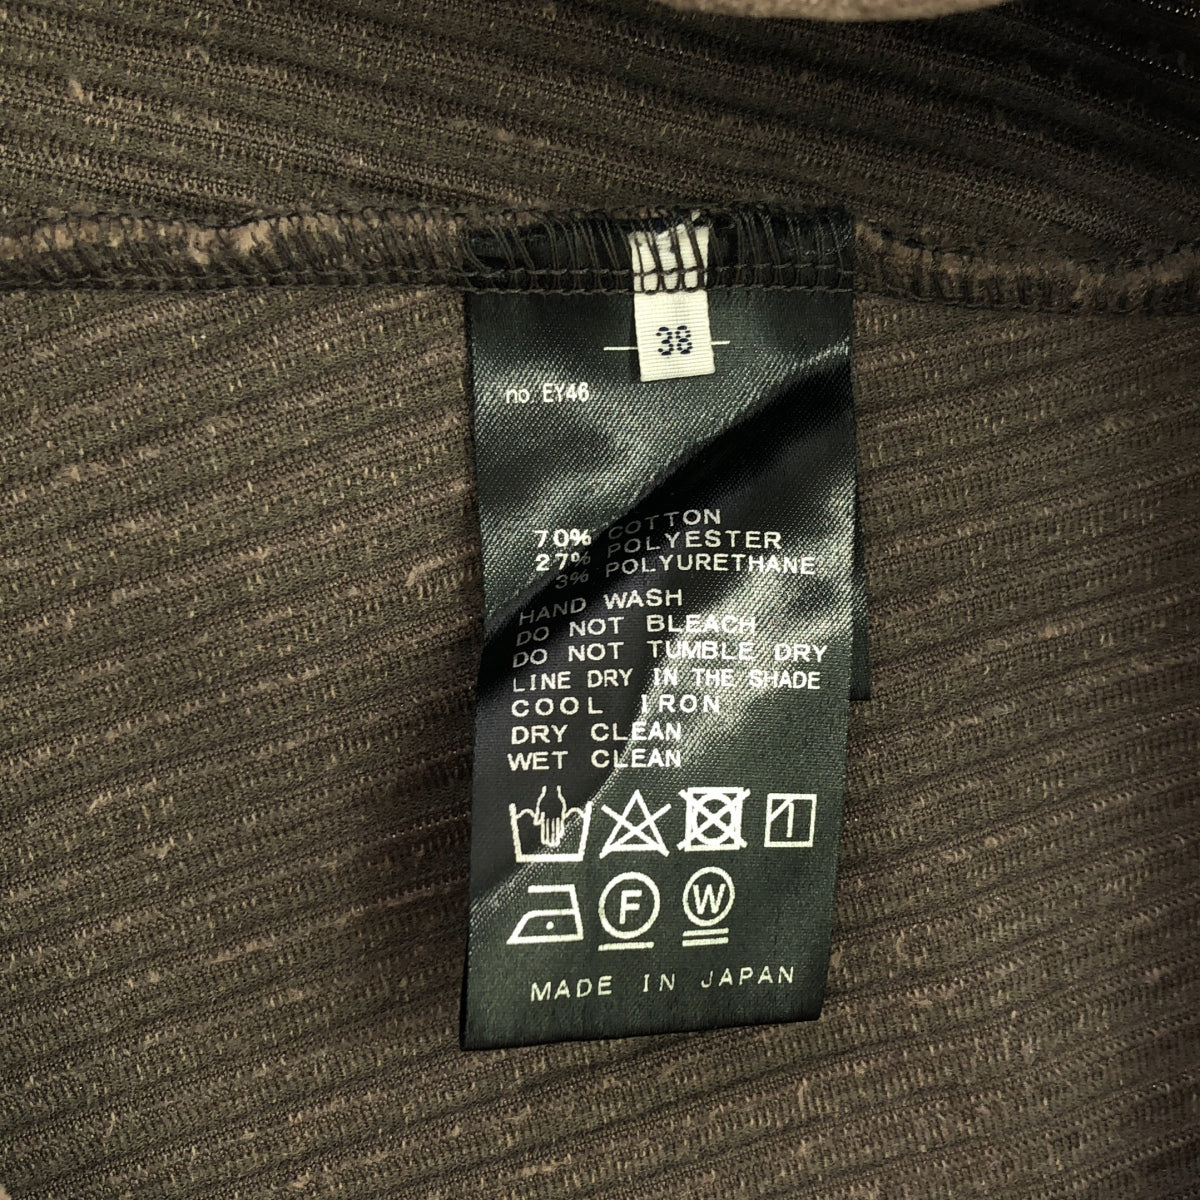 38
no. EY46
70% COTTON
27% POLYESTER
3% POLYURETHANE
HAND WASH
DO NOT BLEACH
DO NOT TUMBLE DRY
LINE DRY IN THE SHADE
COOL IRON
DRY CLEAN
WET CLEAN
F W
MADE IN JAPAN